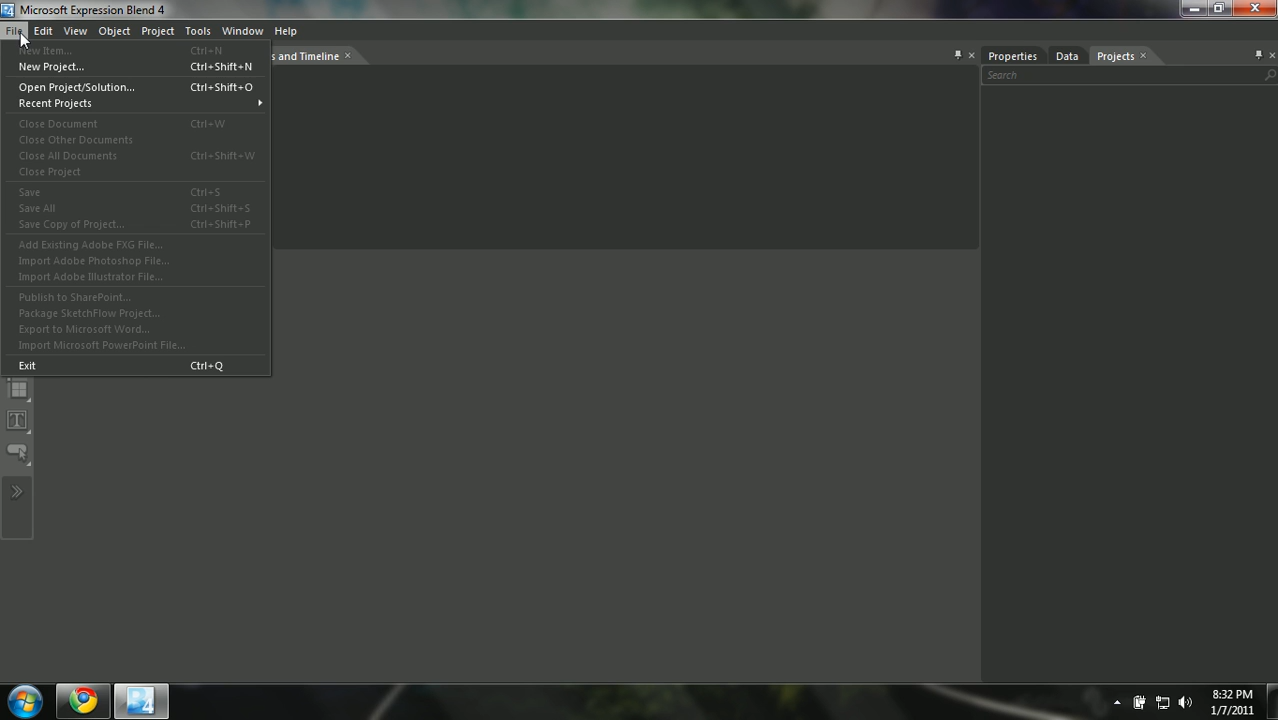 Microsoft Expression Blend 4
File Edit View Object Project Tools Window Help
New Item... Ctrl+N
New Project... Ctrl+Shift+N
Open Project/Solution... Ctrl+Shift+O
Recent Projects
Close Document Ctrl+W
Close Other Documents
Close All Documents Ctrl+Shift+W
Close Project
Save Ctrl+S
Save All Ctrl+Shift+S
Save Copy of Project... Ctrl+Shift+P
Add Existing Adobe FXG File...
Import Adobe Photoshop File...
Import Adobe Illustrator File...
Publish to SharePoint...
Package SketchFlow Project...
Export to Microsoft Word...
Import Microsoft PowerPoint File...
Exit Ctrl+Q
s and Timeline
Properties Data Projects
Search
8:32 PM
1/7/2011